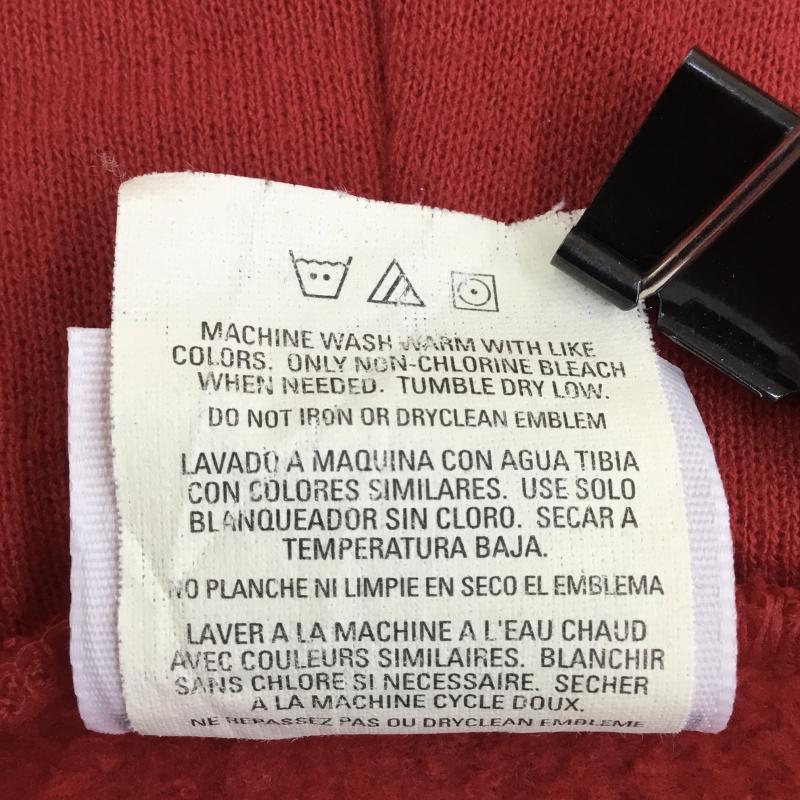 MACHINE WASH WARM WITH LIKE
COLORS. ONLY NON-CHLORINE BLEACH
WHEN NEEDED. TUMBLE DRY LOW.
DO NOT IRON OR DRYCLEAN EMBLEM
LAVADO A MAQUINA CON AGUA TIBIA
CON COLORES SIMILARES. USE SOLO
BLANQUEADOR SIN CLORO. SECAR A
TEMPERATURA BAJA.
NO PLANCHE NI LIMPIE EN SECO EL EMBLEMA
LAVER A LA MACHINE A L'EAU CHAUD
AVEC COULEURS SIMILAIRES. BLANCHIR
SANS CHLORE SI NECESSAIRE. SECHER
A LA MACHINE CYCLE DOUX.
NE REPASSEZ PAS OU DRYCLEAN EMBLEME